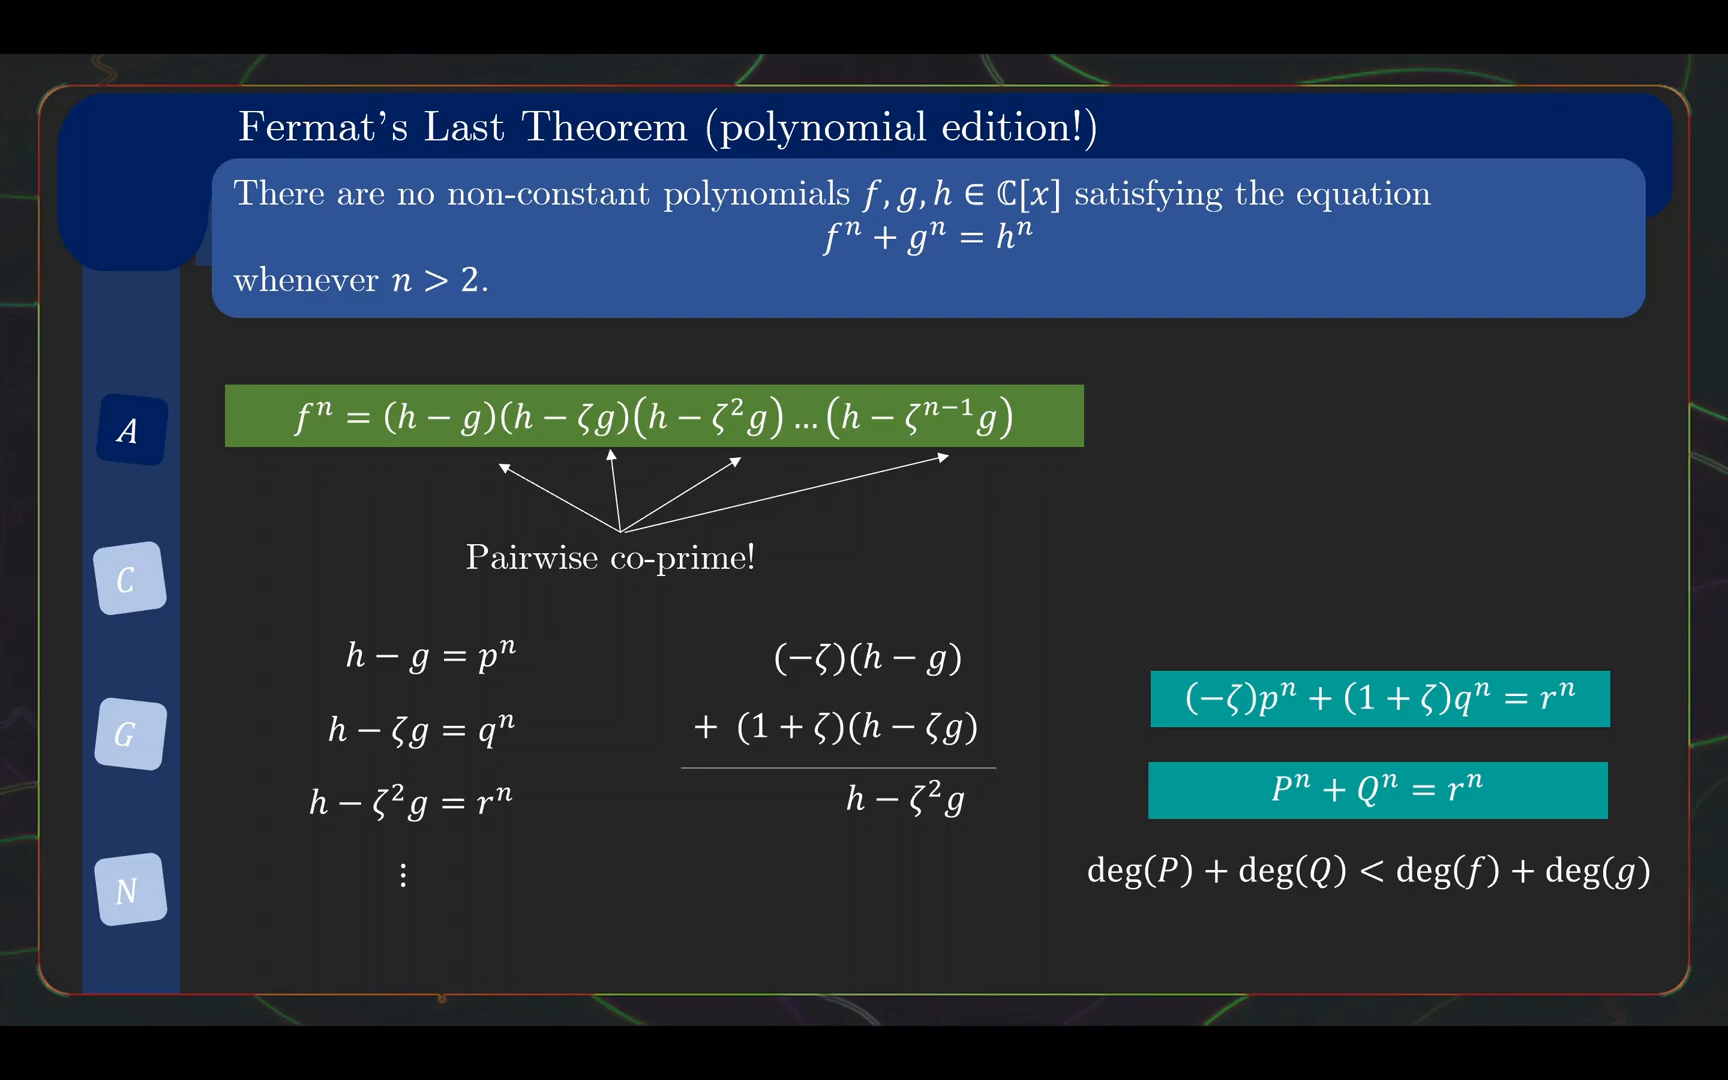 Fermat's Last Theorem (polynomial edition!)
There are no non-constant polynomials f, g, h ∈ ℂ[x] satisfying the equation
fⁿ + gⁿ = hⁿ
whenever n > 2.
A
fⁿ = (h − g)(h − ζg)(h − ζ²g) … (h − ζⁿ⁻¹g)
Pairwise co-prime!
C
h − g = pⁿ
h − ζg = qⁿ
h − ζ²g = rⁿ
⋮
(−ζ)(h − g)
+ (1 + ζ)(h − ζg)
h − ζ²g
(−ζ)pⁿ + (1 + ζ)qⁿ = rⁿ
Pⁿ + Qⁿ = rⁿ
deg(P) + deg(Q) < deg(f) + deg(g)
G
N